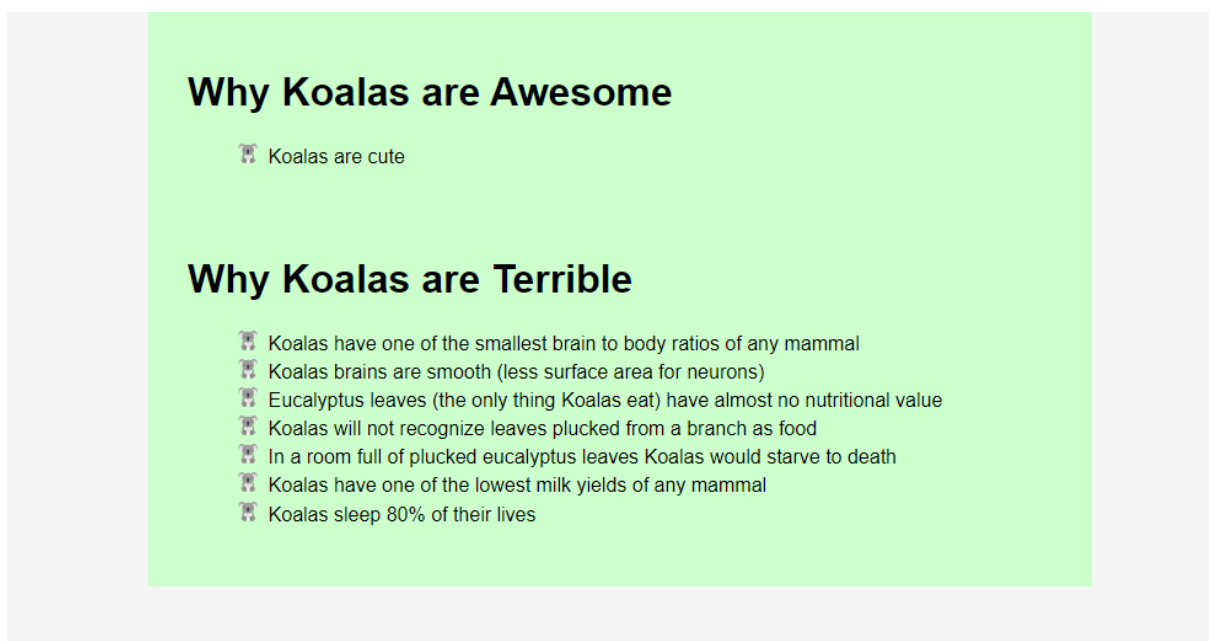 Why Koalas are Awesome
Koalas are cute
Why Koalas are Terrible
Koalas have one of the smallest brain to body ratios of any mammal
Koalas brains are smooth (less surface area for neurons)
Eucalyptus leaves (the only thing Koalas eat) have almost no nutritional value
Koalas will not recognize leaves plucked from a branch as food
In a room full of plucked eucalyptus leaves Koalas would starve to death
Koalas have one of the lowest milk yields of any mammal
Koalas sleep 80% of their lives